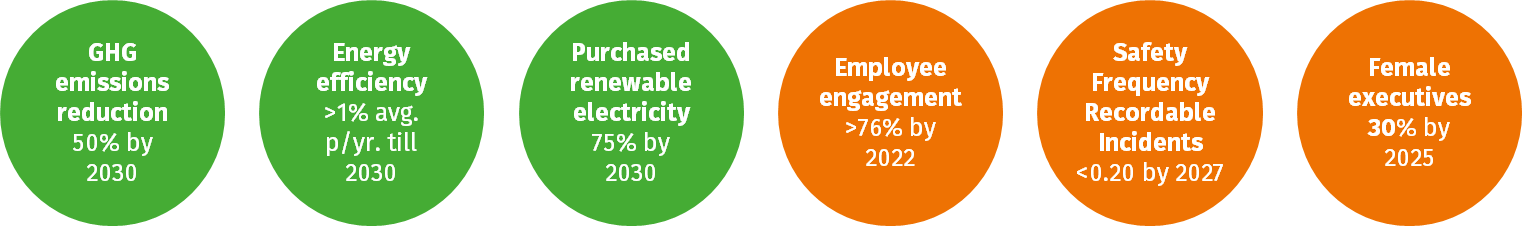 GHG
emissions
reduction
50% by
2030
Energy
efficiency
>1% avg.
p/yr. till
2030
Purchased
renewable
electricity
75% by
2030
Employee
engagement
>76% by
2022
Safety
Frequency
Recordable
Incidents
<0.20 by 2027
Female
executives
30% by
2025